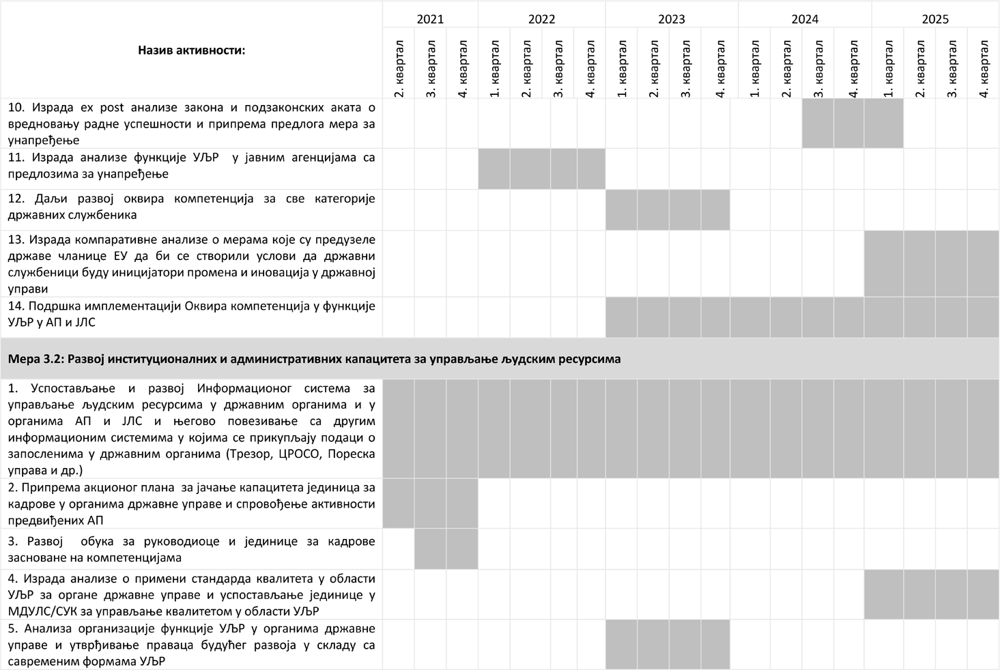 Назив активности:
2021
2022
2023
2024
2025
2. квартал
3. квартал
4. квартал
1. квартал
2. квартал
3. квартал
4. квартал
1. квартал
2. квартал
3. квартал
4. квартал
1. квартал
2. квартал
3. квартал
4. квартал
1. квартал
2. квартал
3. квартал
4. квартал
10. Израда ex post анализе закона и подзаконских аката о
вредновању радне успешности и припрема предлога мера за
унапређење
11. Израда анализе функције УЉР у јавним агенцијама са
предлозима за унапређење
12. Даљи развој оквира компетенција за све категорије
државних службеника
13. Израда компаративне анализе о мерама које су предузеле
државе чланице ЕУ да би се створили услови да државни
службеници буду иницијатори промена и иновација у државној
управи
14. Подршка имплементацији Оквира компетенција у функције
УЉР у АП и ЈЛС
Мера 3.2: Развој институционалних и административних капацитета за управљање људским ресурсима
1. Успостављање и развој Информационог система за
управљање људским ресурсима у државним органима и у
органима АП и ЈЛС и његово повезивање са другим
информационим системима у којима се прикупљају подаци о
запосленима у државним органима (Трезор, ЦРОСО, Пореска
управа и др.)
2. Припрема акционог плана за јачање капацитета јединица за
кадрове у органима државне управе и спровођење активности
предвиђених АП
3. Развој обука за руководиоце и јединице за кадрове
засноване на компетенцијама
4. Израда анализе о примени стандарда квалитета у области
УЉР за органе државне управе и успостављање јединице у
МДУЛС/СУК за управљање квалитетом у области УЉР
5. Анализа организације функције УЉР у органима државне
управе и утврђивање праваца будућег развоја у складу са
савременим формама УЉР